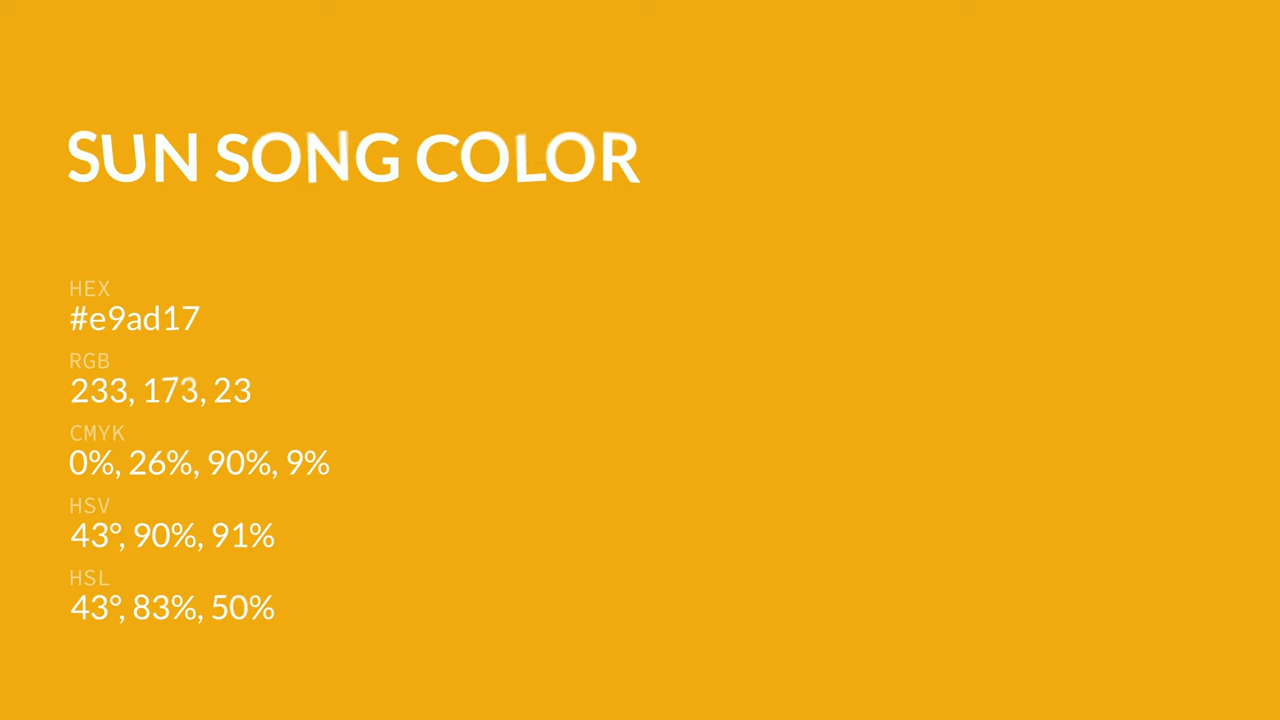 SUN SONG COLOR
HEX
#e9ad17
RGB
233, 173, 23
CMYK
0%, 26%, 90%, 9%
HSV
43°, 90%, 91%
HSL
43°, 83%, 50%